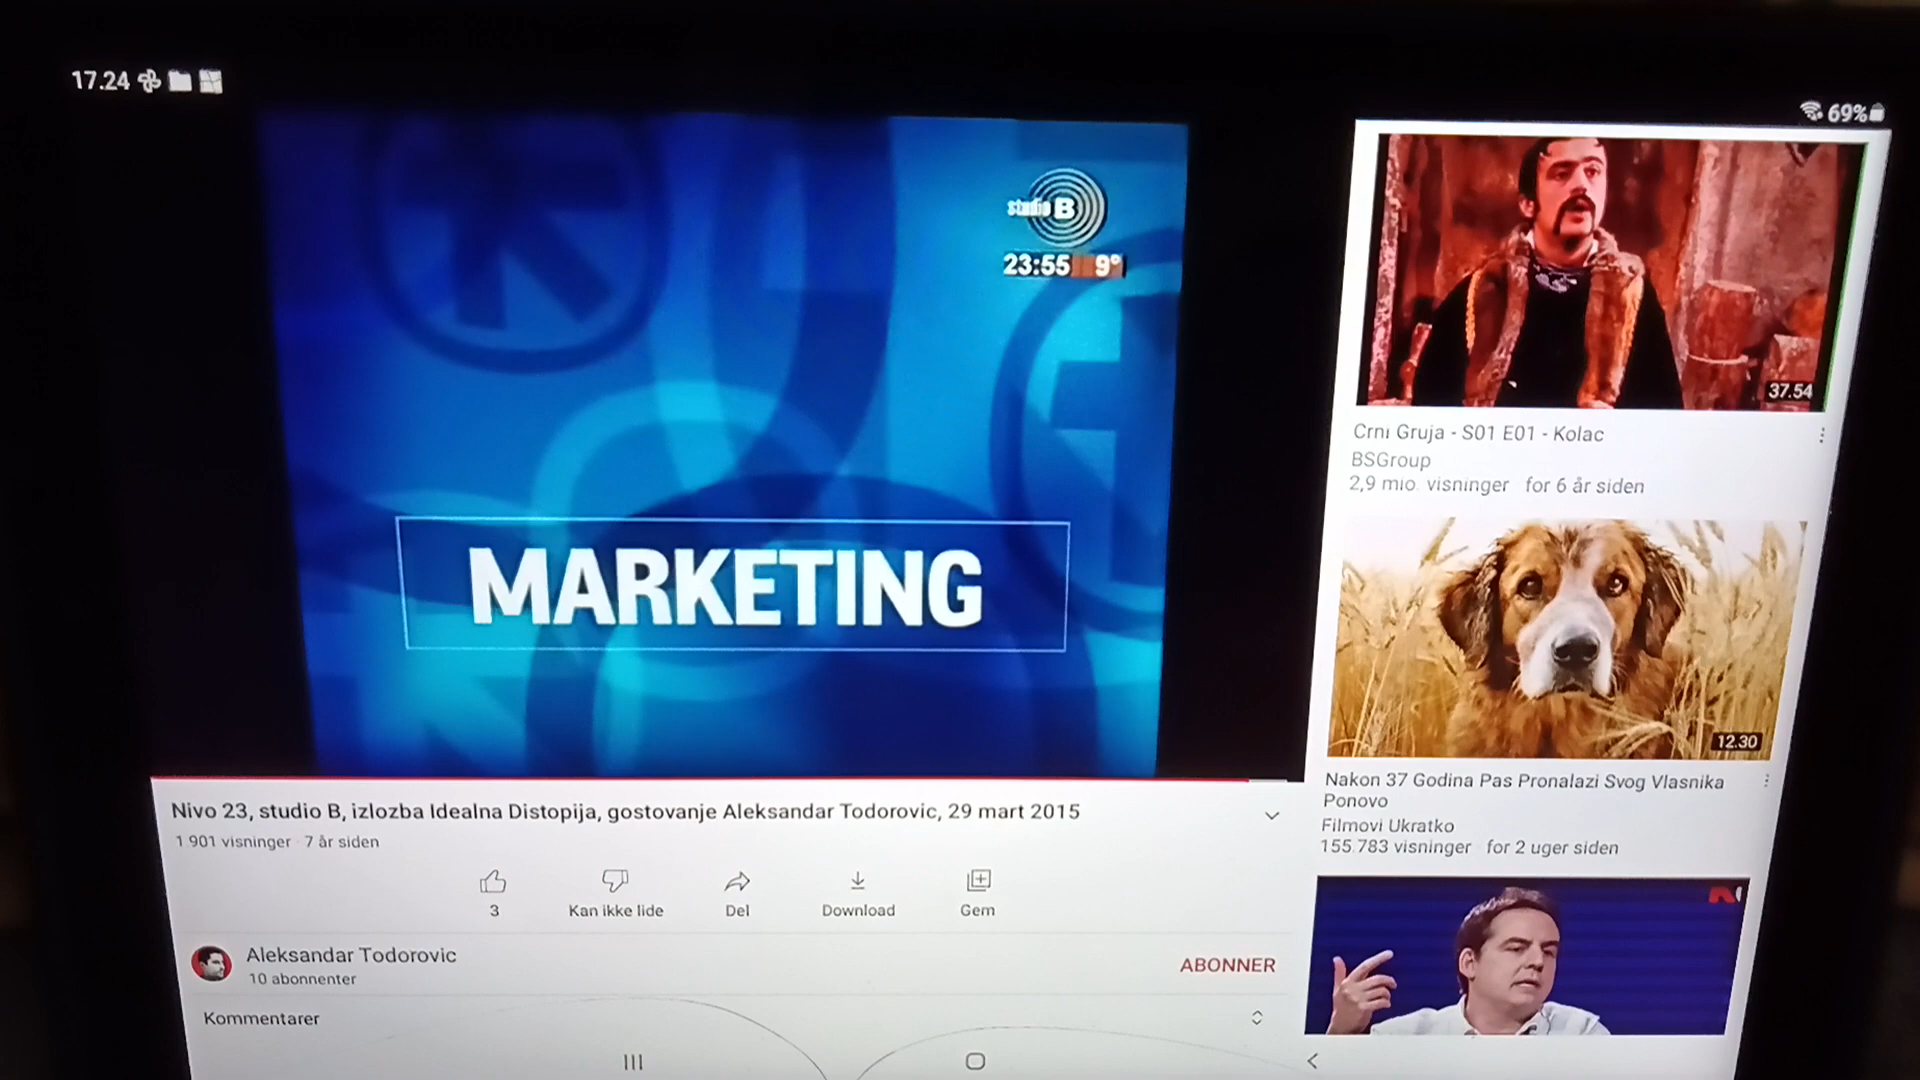 17.24
69%
studio B
23:55 9°
MARKETING
Nivo 23, studio B, izlozba Idealna Distopija, gostovanje Aleksandar Todorovic, 29 mart 2015
1 901 visninger · 7 år siden
3
Kan ikke lide
Del
Download
Gem
Aleksandar Todorovic
10 abonnenter
ABONNER
Kommentarer
37.54
Crni Gruja - S01 E01 - Kolac
BSGroup
2,9 mio. visninger · for 6 år siden
12.30
Nakon 37 Godina Pas Pronalazi Svog Vlasnika
Ponovo
Filmovi Ukratko
155.783 visninger · for 2 uger siden